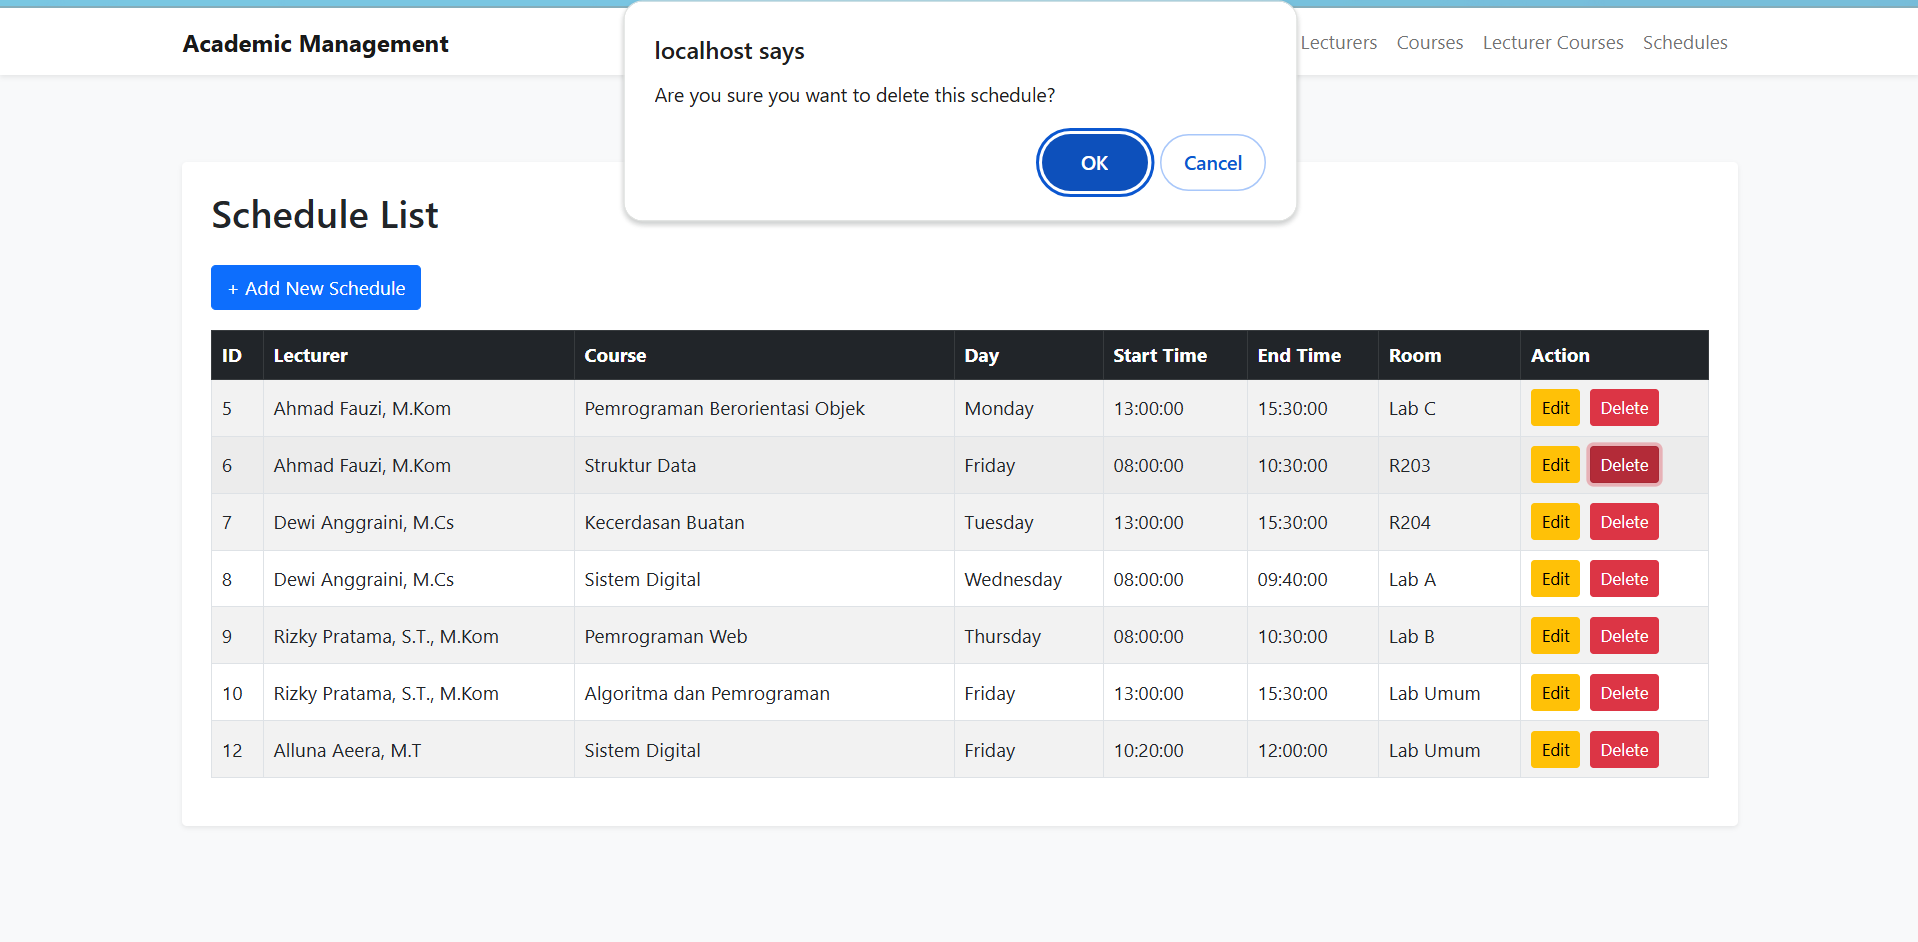 Academic Management
Lecturers Courses Lecturer Courses Schedules
localhost says
Are you sure you want to delete this schedule?
OK Cancel
Schedule List
+ Add New Schedule
ID Lecturer Course Day Start Time End Time Room Action
5 Ahmad Fauzi, M.Kom Pemrograman Berorientasi Objek Monday 13:00:00 15:30:00 Lab C Edit Delete
6 Ahmad Fauzi, M.Kom Struktur Data Friday 08:00:00 10:30:00 R203 Edit Delete
7 Dewi Anggraini, M.Cs Kecerdasan Buatan Tuesday 13:00:00 15:30:00 R204 Edit Delete
8 Dewi Anggraini, M.Cs Sistem Digital Wednesday 08:00:00 09:40:00 Lab A Edit Delete
9 Rizky Pratama, S.T., M.Kom Pemrograman Web Thursday 08:00:00 10:30:00 Lab B Edit Delete
10 Rizky Pratama, S.T., M.Kom Algoritma dan Pemrograman Friday 13:00:00 15:30:00 Lab Umum Edit Delete
12 Alluna Aeera, M.T Sistem Digital Friday 10:20:00 12:00:00 Lab Umum Edit Delete